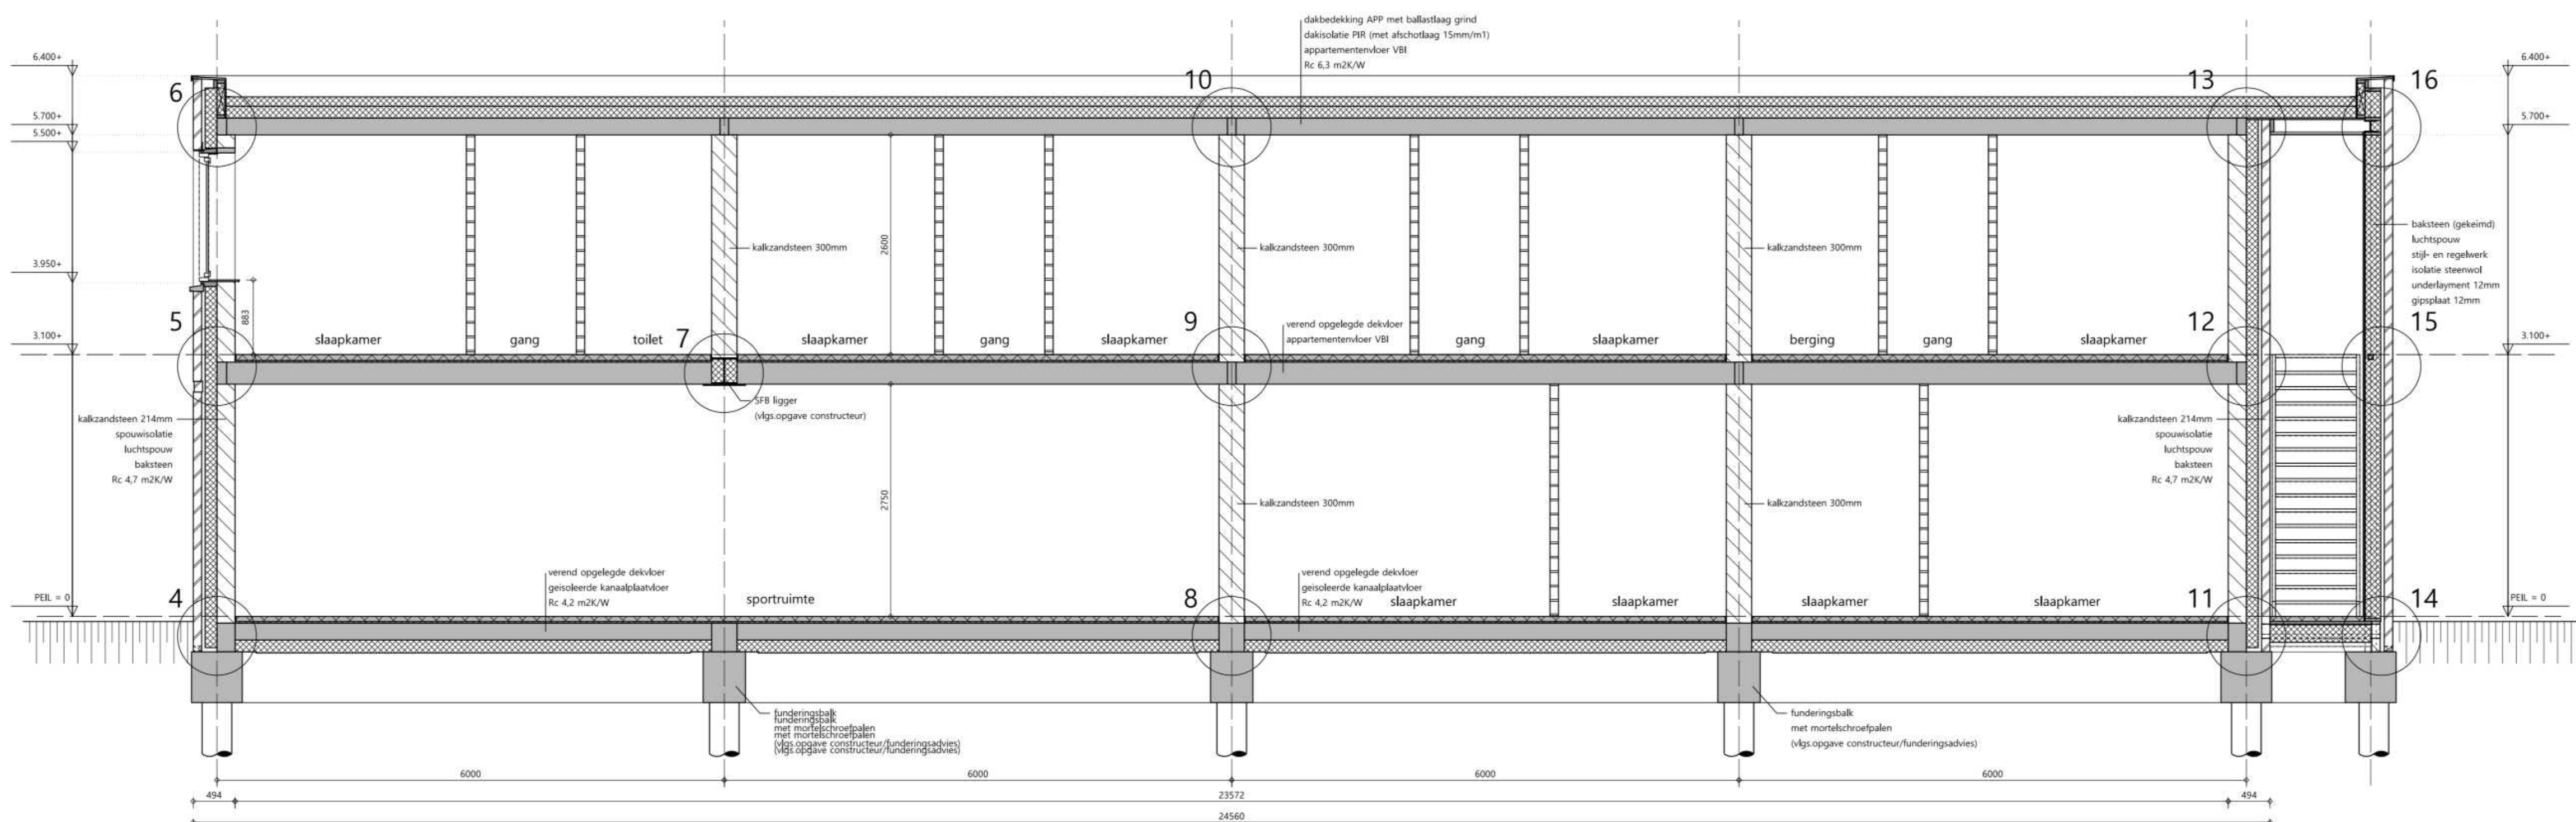 dakbedekking APP met ballastlaag grind
dakisolatie PIR (met afschotlaag 15mm/m1)
appartementenvloer VBI
Rc 6,3 m2K/W
6.400+
6.400+
6
10
13
16
5.700+
5.500+
5.700+
2600
kalkzandsteen 300mm
kalkzandsteen 300mm
kalkzandsteen 300mm
baksteen (gekeimd)
luchtspouw
stijl- en regelwerk
isolatie steenwol
underlayment 12mm
gipsplaat 12mm
3.950+
883
5
7
9
12
15
3.100+
3.100+
verend opgelegde dekvloer
appartementenvloer VBI
slaapkamer
gang
toilet
slaapkamer
gang
slaapkamer
gang
slaapkamer
berging
gang
slaapkamer
SFB ligger
(vlgs.opgave constructeur)
kalkzandsteen 214mm
spouwisolatie
luchtspouw
baksteen
Rc 4,7 m2K/W
kalkzandsteen 214mm
spouwisolatie
luchtspouw
baksteen
Rc 4,7 m2K/W
2750
kalkzandsteen 300mm
kalkzandsteen 300mm
verend opgelegde dekvloer
geisoleerde kanaalplaatvloer
Rc 4,2 m2K/W
verend opgelegde dekvloer
geisoleerde kanaalplaatvloer
Rc 4,2 m2K/W
PEIL = 0
PEIL = 0
4
8
11
14
sportruimte
slaapkamer
slaapkamer
slaapkamer
slaapkamer
funderingsbalk
funderingsbalk
met mortelschroefpalen
met mortelschroefpalen
(vlgs.opgave constructeur/funderingsadvies)
(vlgs.opgave constructeur/funderingsadvies)
funderingsbalk
met mortelschroefpalen
(vlgs.opgave constructeur/funderingsadvies)
6000
6000
6000
6000
494
23572
494
24560